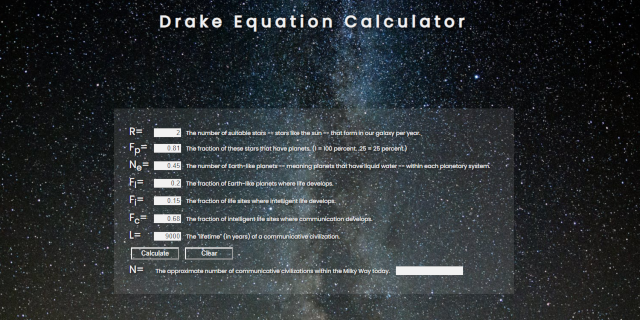 Drake Equation Calculator
R= 2 The number of suitable stars -- stars like the sun -- that form in our galaxy per year.
Fp= 0.81 The fraction of these stars that have planets. (1 = 100 percent. .25 = 25 percent.)
Ne= 0.45 The number of Earth-like planets -- meaning planets that have liquid water -- within each planetary system.
Fl= 0.2 The fraction of Earth-like planets where life develops.
Fi= 0.15 The fraction of life sites where intelligent life develops.
Fc= 0.68 The fraction of intelligent life sites where communication develops.
L= 9000 The "lifetime" (in years) of a communicative civilization.
Calculate Clear
N= The approximate number of communicative civilizations within the Milky Way today.